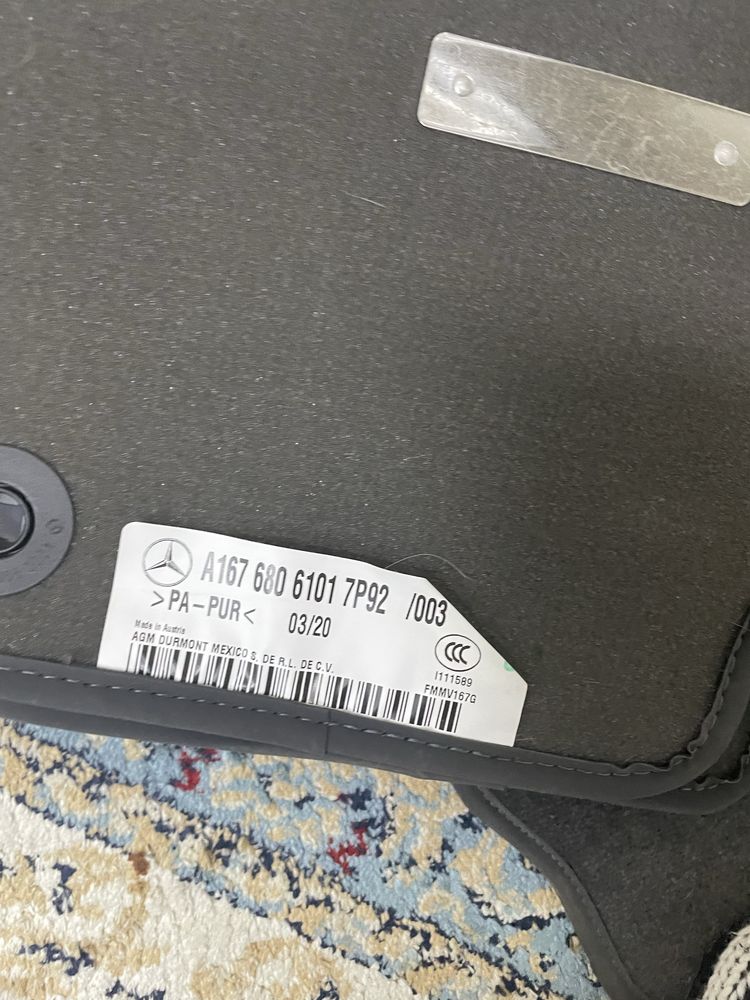 A167 680 6101 7P92 /003
>PA-PUR< 03/20
Made in Austria
AGM DURMONT MEXICO S. DE R.L. DE C.V.
CCC
I111589
FMMV167G